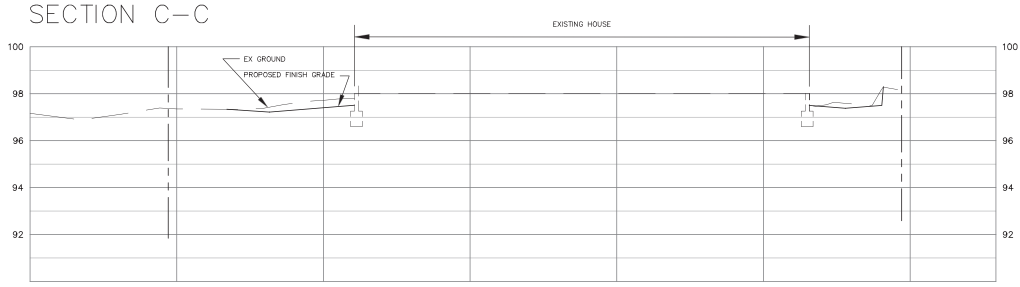 SECTION C-C
EXISTING HOUSE
100 100
EX GROUND
PROPOSED FINISH GRADE
98 98
96 96
94 94
92 92